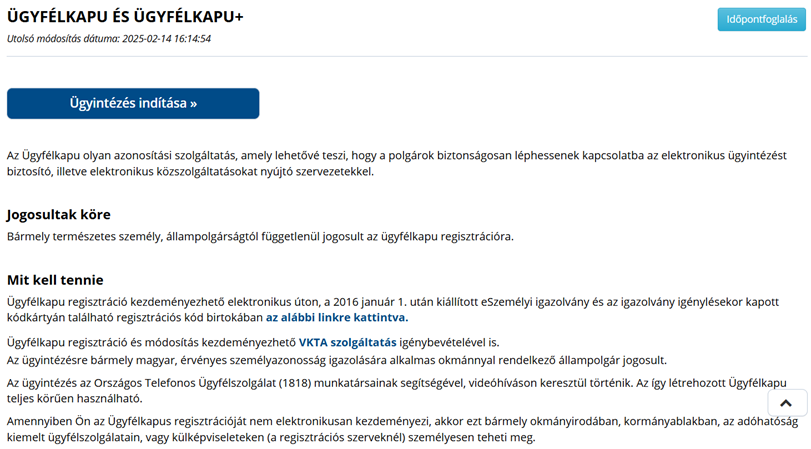 ÜGYFÉLKAPU ÉS ÜGYFÉLKAPU+
Időpontfoglalás
Utolsó módosítás dátuma: 2025-02-14 16:14:54
Ügyintézés indítása »
Az Ügyfélkapu olyan azonosítási szolgáltatás, amely lehetővé teszi, hogy a polgárok biztonságosan léphessenek kapcsolatba az elektronikus ügyintézést
biztosító, illetve elektronikus közszolgáltatásokat nyújtó szervezetekkel.
Jogosultak köre
Bármely természetes személy, állampolgárságtól függetlenül jogosult az ügyfélkapu regisztrációra.
Mit kell tennie
Ügyfélkapu regisztráció kezdeményezhető elektronikus úton, a 2016 január 1. után kiállított eSzemélyi igazolvány és az igazolvány igénylésekor kapott
kódkártyán található regisztrációs kód birtokában az alábbi linkre kattintva.
Ügyfélkapu regisztráció és módosítás kezdeményezhető VKTA szolgáltatás igénybevételével is.
Az ügyintézésre bármely magyar, érvényes személyazonosság igazolására alkalmas okmánnyal rendelkező állampolgár jogosult.
Az ügyintézés az Országos Telefonos Ügyfélszolgálat (1818) munkatársainak segítségével, videóhíváson keresztül történik. Az így létrehozott Ügyfélkapu
teljes körűen használható.
Amennyiben Ön az Ügyfélkapus regisztrációját nem elektronikusan kezdeményezi, akkor ezt bármely okmányirodában, kormányablakban, az adóhatóság
kiemelt ügyfélszolgálatain, vagy külképviseleteken (a regisztrációs szerveknél) személyesen teheti meg.